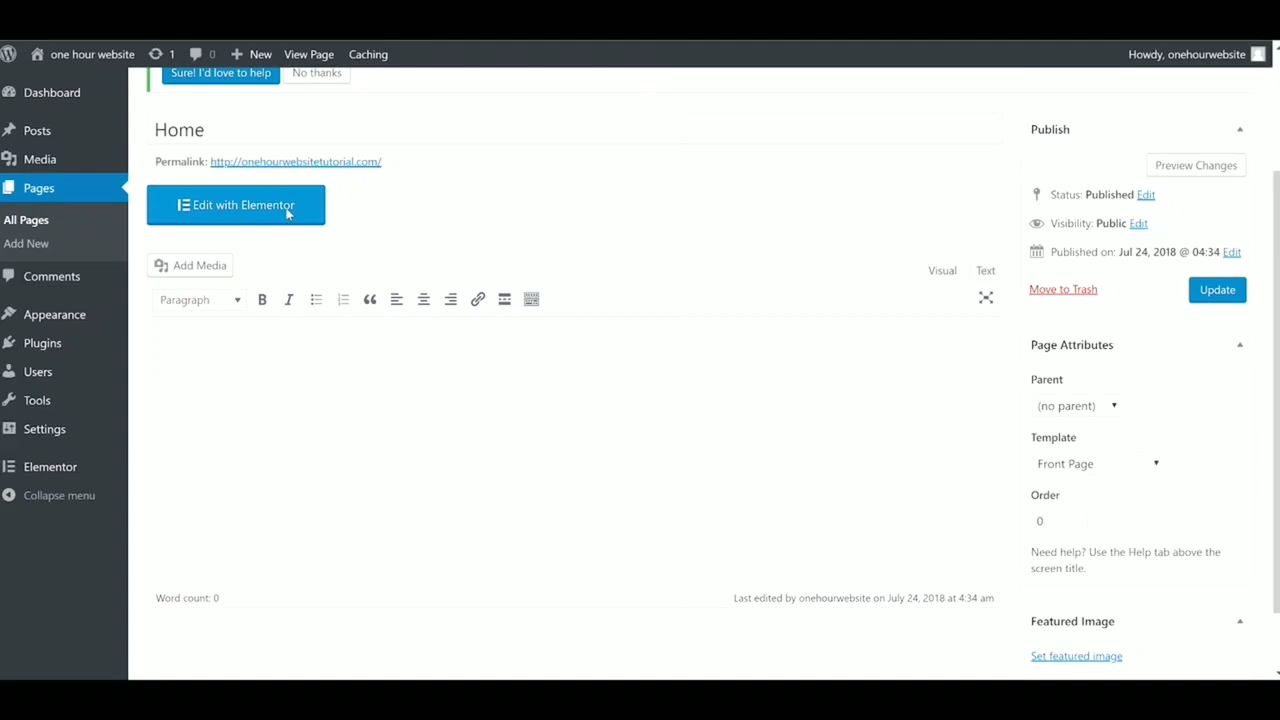 one hour website 1 0 New View Page Caching Howdy, onehourwebsite
Sure! I'd love to help No thanks
Dashboard
Posts
Media
Pages
All Pages
Add New
Comments
Appearance
Plugins
Users
Tools
Settings
Elementor
Collapse menu
Home
Permalink: http://onehourwebsitetutorial.com/
Edit with Elementor
Add Media
Visual Text
Paragraph
Word count: 0
Last edited by onehourwebsite on July 24, 2018 at 4:34 am
Publish
Preview Changes
Status: Published Edit
Visibility: Public Edit
Published on: Jul 24, 2018 @ 04:34 Edit
Move to Trash Update
Page Attributes
Parent
(no parent)
Template
Front Page
Order
0
Need help? Use the Help tab above the
screen title.
Featured Image
Set featured image